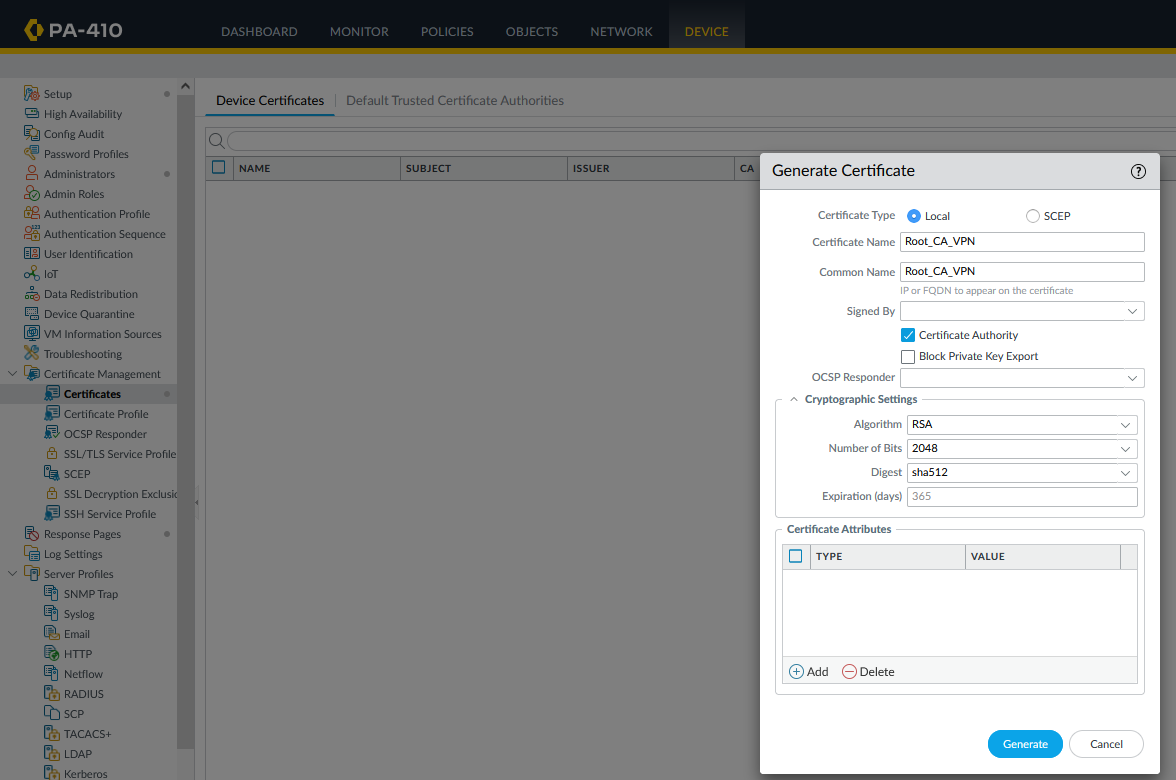 PA-410
DASHBOARD
MONITOR
POLICIES
OBJECTS
NETWORK
DEVICE
Setup
High Availability
Config Audit
Password Profiles
Administrators
Admin Roles
Authentication Profile
Authentication Sequence
User Identification
IoT
Data Redistribution
Device Quarantine
VM Information Sources
Troubleshooting
Certificate Management
Certificates
Certificate Profile
OCSP Responder
SSL/TLS Service Profile
SCEP
SSL Decryption Exclusio
SSH Service Profile
Response Pages
Log Settings
Server Profiles
SNMP Trap
Syslog
Email
HTTP
Netflow
RADIUS
SCP
TACACS+
LDAP
Kerberos
Device Certificates
Default Trusted Certificate Authorities
NAME
SUBJECT
ISSUER
CA
Generate Certificate
?
Certificate Type
Local
SCEP
Certificate Name Root_CA_VPN
Common Name Root_CA_VPN
IP or FQDN to appear on the certificate
Signed By
Certificate Authority
Block Private Key Export
OCSP Responder
Cryptographic Settings
Algorithm RSA
Number of Bits 2048
Digest sha512
Expiration (days) 365
Certificate Attributes
TYPE
VALUE
Add
Delete
Generate
Cancel